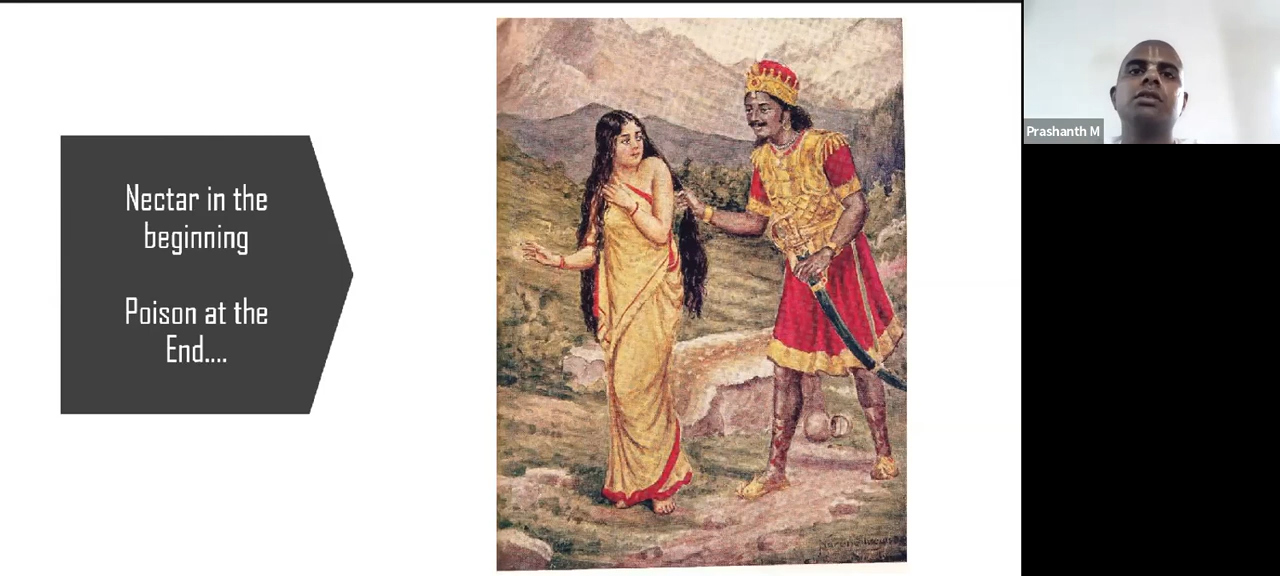 Nectar in the
beginning
Poison at the
End....
Prashanth M